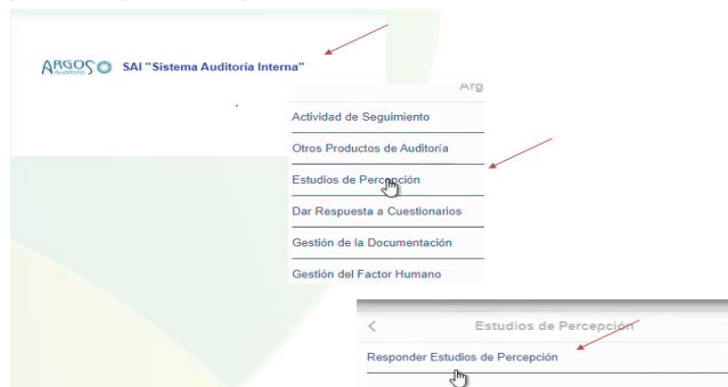 ARGOS
Auditoría
SAI "Sistema Auditoría Interna"
Arg
Actividad de Seguimiento
Otros Productos de Auditoría
Estudios de Percepción
Dar Respuesta a Cuestionarios
Gestión de la Documentación
Gestión del Factor Humano
Estudios de Percepción
Responder Estudios de Percepción